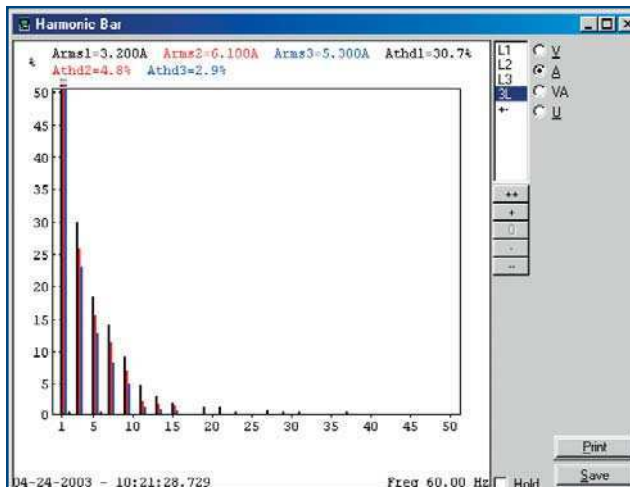 Harmonic Bar
% Arms1=3.200A Arms2=6.100A Arms3=5.300A Athd1=30.7%
Athd2=4.8% Athd3=2.9%
50
45
40
35
30
25
20
15
10
5
0
1 5 10 15 20 25 30 35 40 45 50
04-24-2003 - 10:21:28.729 Freq 60.00 Hz
L1
L2
L3
3L
+-
V
A
VA
U
++
+
0
-
--
Hold
Print
Save